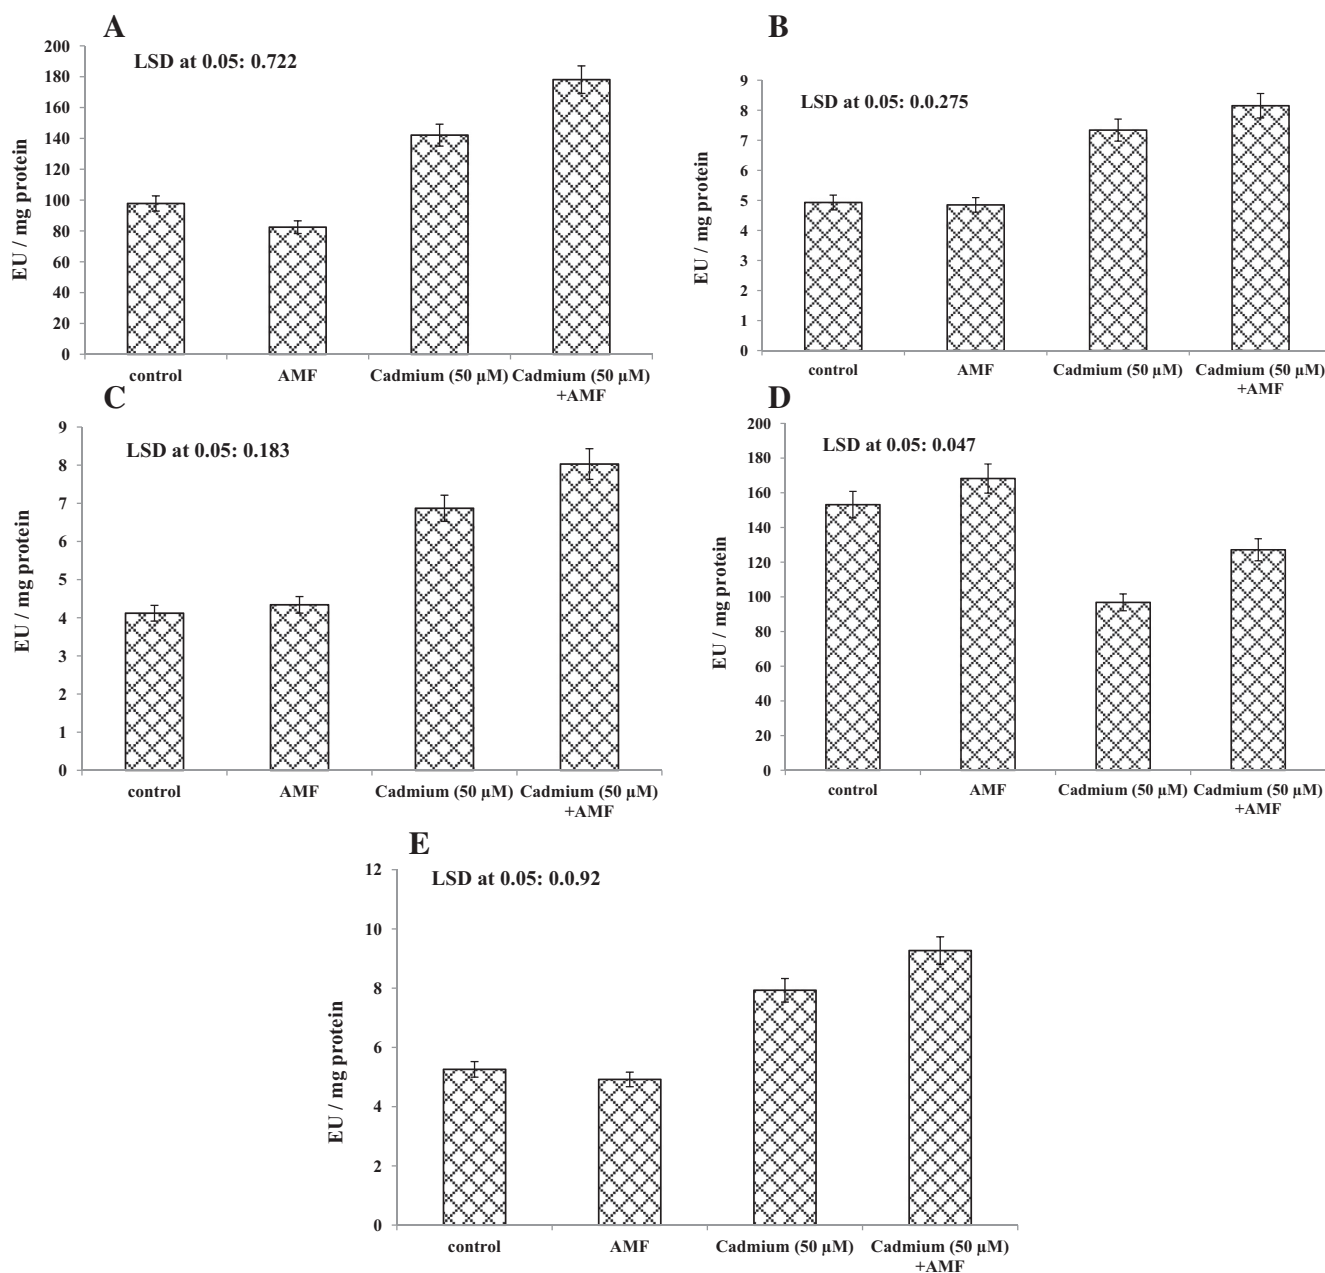 A
LSD at 0.05: 0.722
EU / mg protein
200
180
160
140
120
100
80
60
40
20
0
control
AMF
Cadmium (50 µM)
Cadmium (50 µM)
+AMF
B
LSD at 0.05: 0.0.275
EU / mg protein
9
8
7
6
5
4
3
2
1
0
control
AMF
Cadmium (50 µM)
Cadmium (50 µM)
+AMF
C
LSD at 0.05: 0.183
EU / mg protein
9
8
7
6
5
4
3
2
1
0
control
AMF
Cadmium (50 µM)
Cadmium (50 µM)
+AMF
D
LSD at 0.05: 0.047
EU / mg protein
200
180
160
140
120
100
80
60
40
20
0
control
AMF
Cadmium (50 µM)
Cadmium (50 µM)
+AMF
E
LSD at 0.05: 0.0.92
EU / mg protein
12
10
8
6
4
2
0
control
AMF
Cadmium (50 µM)
Cadmium (50 µM)
+AMF